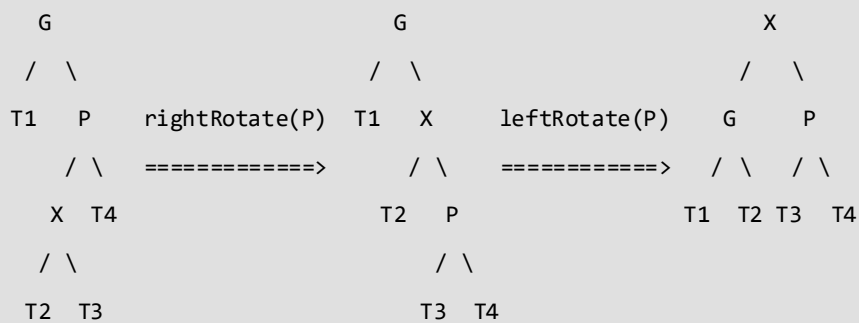 G G X
/ \ / \ / \
T1 P rightRotate(P) T1 X leftRotate(P) G P
/ \ =============> / \ ============> / \ / \
X T4 T2 P T1 T2 T3 T4
/ \ / \
T2 T3 T3 T4